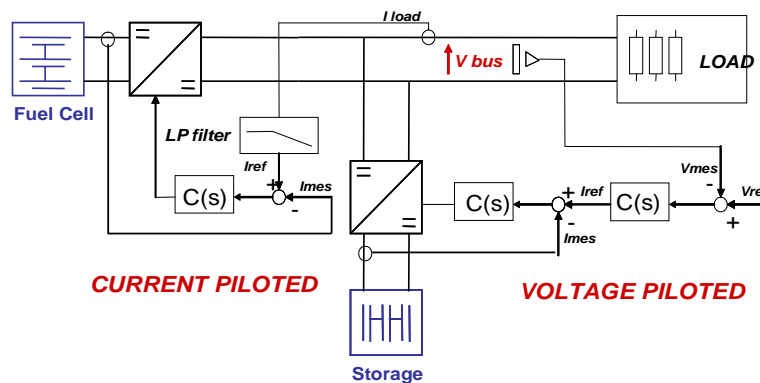 I load
V bus
LOAD
Fuel Cell
LP filter
Iref
Imes
C(s)
+
-
C(s)
Iref
+
-
Imes
C(s)
Vmes
-
+
CURRENT PILOTED
VOLTAGE PILOTED
Storage